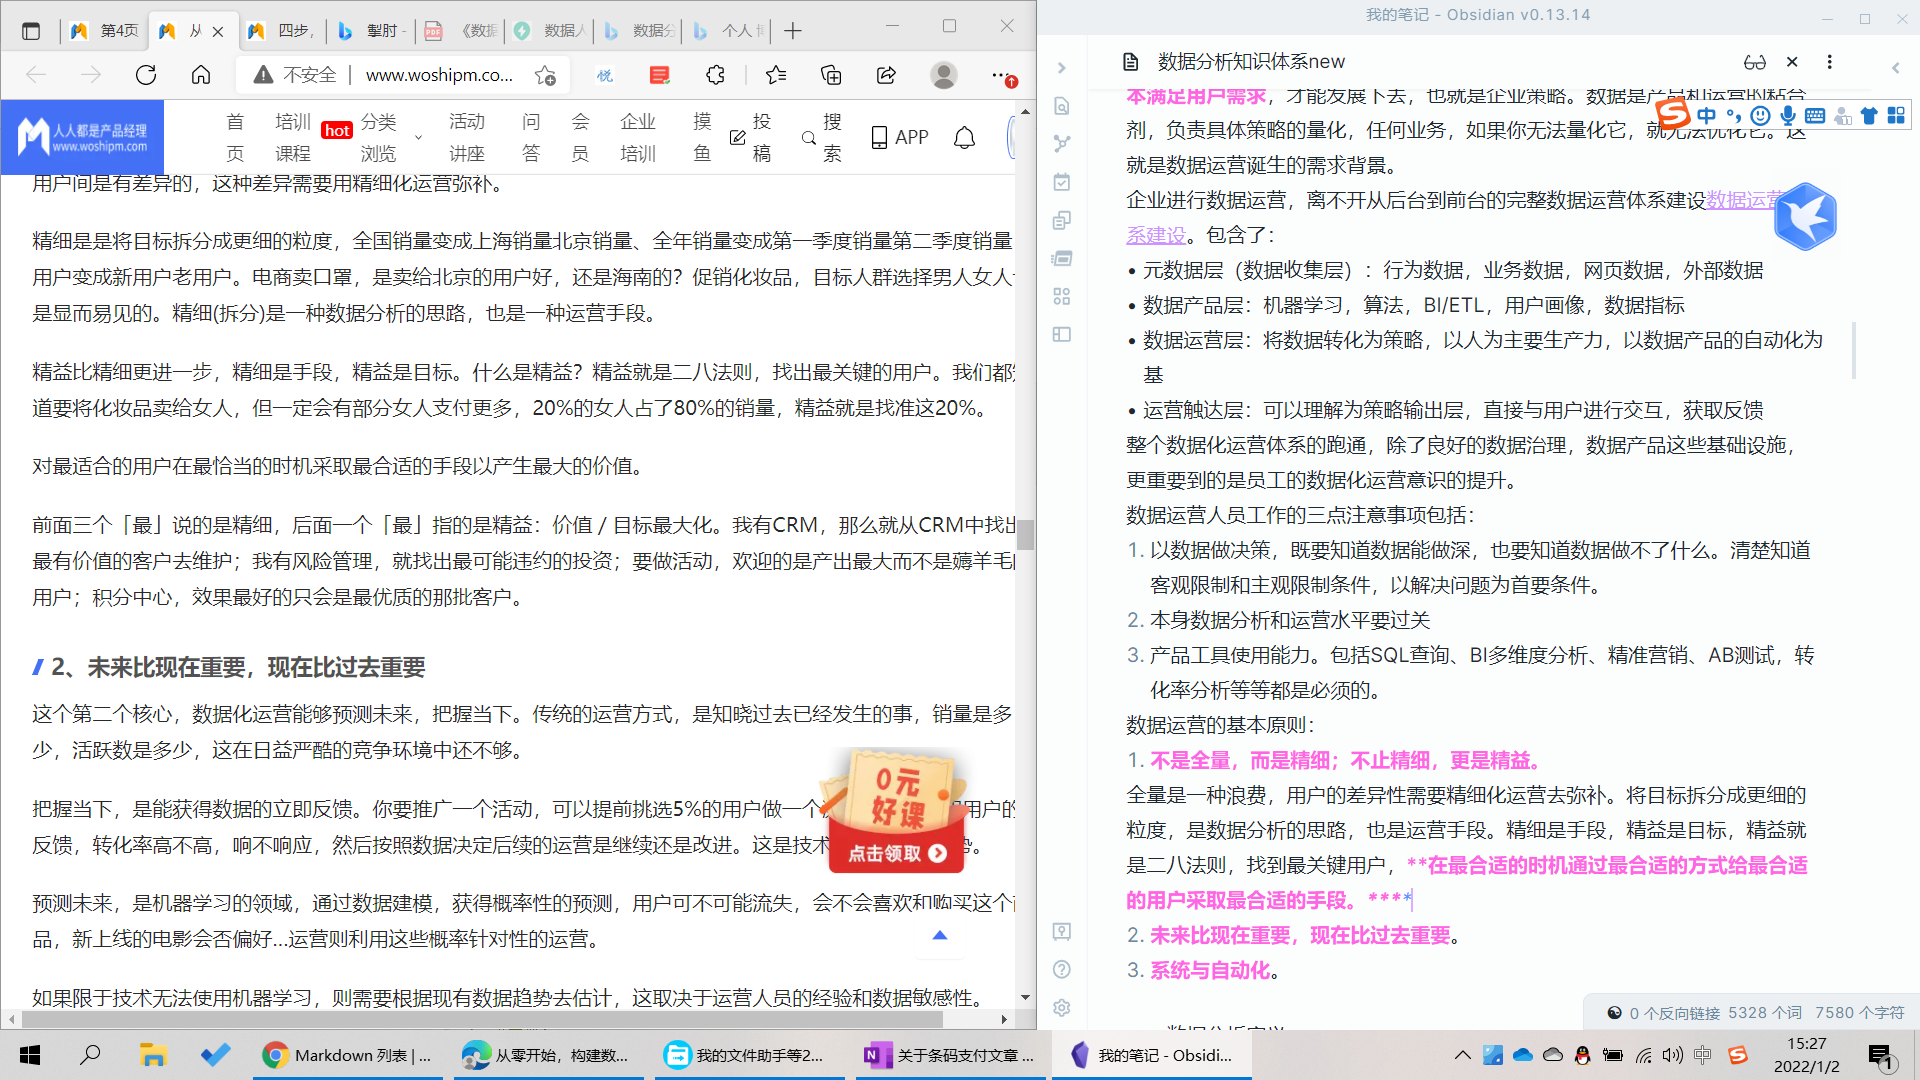 第4页
从
四步,
掣肘 -
《数据
数据人
数据分
个人 博
不安全
www.woshipm.co...
人人都是产品经理
www.woshipm.com
首页
培训课程
hot
分类浏览
活动讲座
问答
会员
企业培训
摸鱼
投稿
搜索
APP
用户间是有差异的，这种差异需要用精细化运营弥补。
精细是是将目标拆分成更细的粒度，全国销量变成上海销量北京销量、全年销量变成第一季度销量第二季度销量
用户变成新用户老用户。电商卖口罩，是卖给北京的用户好，还是海南的？促销化妆品，目标人群选择男人女人
是显而易见的。精细(拆分)是一种数据分析的思路，也是一种运营手段。
精益比精细更进一步，精细是手段，精益是目标。什么是精益？精益就是二八法则，找出最关键的用户。我们都知
道要将化妆品卖给女人，但一定会有部分女人支付更多，20%的女人占了80%的销量，精益就是找准这20%。
对最适合的用户在最恰当的时机采取最合适的手段以产生最大的价值。
前面三个「最」说的是精细，后面一个「最」指的是精益：价值 / 目标最大化。我有CRM，那么就从CRM中找出
最有价值的客户去维护；我有风险管理，就找出最可能违约的投资；要做活动，欢迎的是产出最大而不是薅羊毛的
用户；积分中心，效果最好的只会是最优质的那批客户。
2、未来比现在重要，现在比过去重要
这个第二个核心，数据化运营能够预测未来，把握当下。传统的运营方式，是知晓过去已经发生的事，销量是多
少，活跃数是多少，这在日益严酷的竞争环境中还不够。
把握当下，是能获得数据的立即反馈。你要推广一个活动，可以提前挑选5%的用户做一个 用户的
反馈，转化率高不高，响不响应，然后按照数据决定后续的运营是继续还是改进。这是技术 。
预测未来，是机器学习的领域，通过数据建模，获得概率性的预测，用户可不可能流失，会不会喜欢和购买这个商
品，新上线的电影会否偏好...运营则利用这些概率针对性的运营。
如果限于技术无法使用机器学习，则需要根据现有数据趋势去估计，这取决于运营人员的经验和数据敏感性。
0元
好课
点击领取
我的笔记 - Obsidian v0.13.14
数据分析知识体系new
本满足用户需求，才能发展下去，也就是企业策略。数据是产品和运营的粘合
剂，负责具体策略的量化，任何业务，如果你无法量化它，就无法优化它。这
就是数据运营诞生的需求背景。
企业进行数据运营，离不开从后台到前台的完整数据运营体系建设数据运营
系建设。包含了：
• 元数据层（数据收集层）：行为数据，业务数据，网页数据，外部数据
• 数据产品层：机器学习，算法，BI/ETL，用户画像，数据指标
• 数据运营层：将数据转化为策略，以人为主要生产力，以数据产品的自动化为
基
• 运营触达层：可以理解为策略输出层，直接与用户进行交互，获取反馈
整个数据化运营体系的跑通，除了良好的数据治理，数据产品这些基础设施，
更重要到的是员工的数据化运营意识的提升。
数据运营人员工作的三点注意事项包括：
1. 以数据做决策，既要知道数据能做深，也要知道数据做不了什么。清楚知道
客观限制和主观限制条件，以解决问题为首要条件。
2. 本身数据分析和运营水平要过关
3. 产品工具使用能力。包括SQL查询、BI多维度分析、精准营销、AB测试，转
化率分析等等都是必须的。
数据运营的基本原则：
1. 不是全量，而是精细；不止精细，更是精益。
全量是一种浪费，用户的差异性需要精细化运营去弥补。将目标拆分成更细的
粒度，是数据分析的思路，也是运营手段。精细是手段，精益是目标，精益就
是二八法则，找到最关键用户，**在最合适的时机通过最合适的方式给最合适
的用户采取最合适的手段。****
2. 未来比现在重要，现在比过去重要。
3. 系统与自动化。
0 个反向链接 5328 个词 7580 个字符
中
Markdown 列表 | ...
从零开始，构建数...
我的文件助手等2...
关于条码支付文章 ...
我的笔记 - Obsidi...
中
15:27
2022/1/2
1